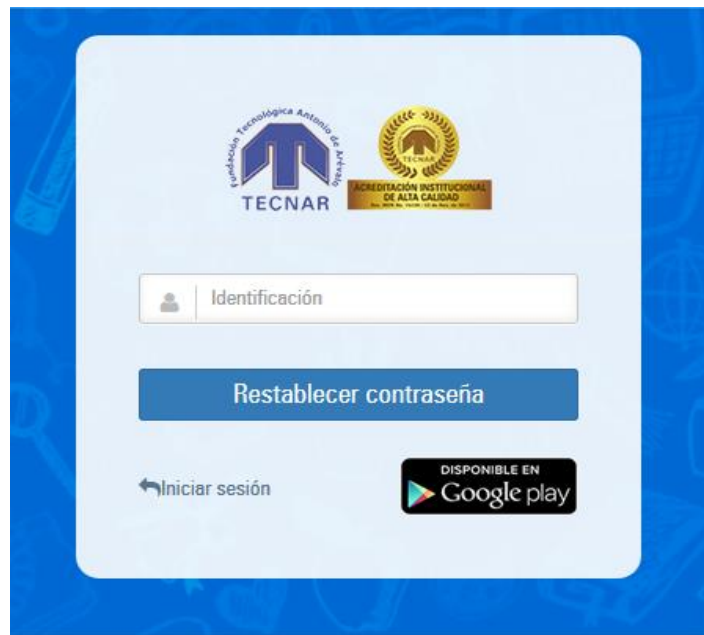 Fundación Tecnológica Antonio de Arévalo
TECNAR
TECNAR
ACREDITACIÓN INSTITUCIONAL
DE ALTA CALIDAD
Identificación
Restablecer contraseña
Iniciar sesión
DISPONIBLE EN
Google play